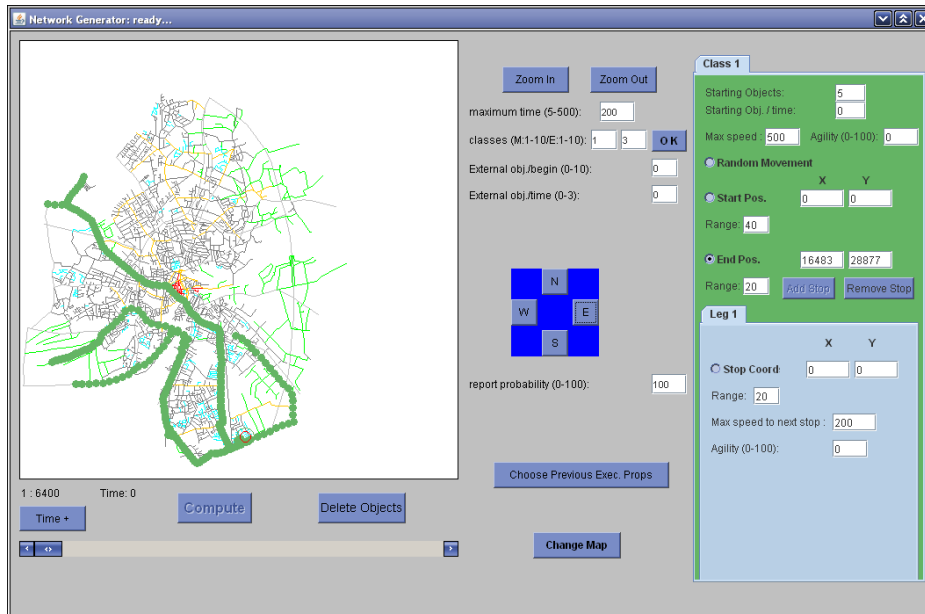 Network Generator: ready...
Zoom In Zoom Out
maximum time (5-500): 200
classes (M:1-10/E:1-10): 1 3 O K
External obj./begin (0-10): 0
External obj./time (0-3): 0
N
W E
S
report probability (0-100): 100
Choose Previous Exec. Props
Change Map
1 : 6400 Time: 0
Time +
Compute
Delete Objects
Class 1
Starting Objects: 5
Starting Obj. / time: 0
Max speed : 500 Agility (0-100): 0
Random Movement
X Y
Start Pos. 0 0
Range: 40
End Pos. 16483 28877
Range: 20 Add Stop Remove Stop
Leg 1
X Y
Stop Coord 0 0
Range: 20
Max speed to next stop : 200
Agility (0-100): 0